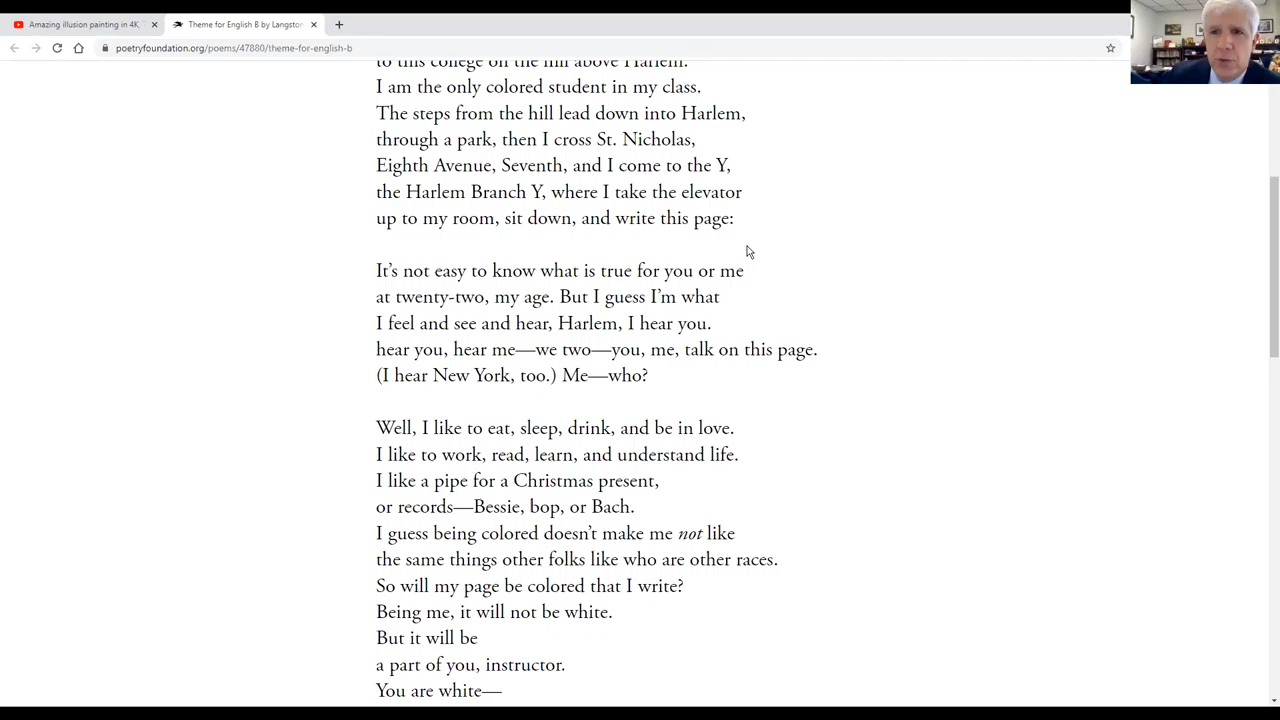 Amazing illusion painting in 4K,
Theme for English B by Langston
poetryfoundation.org/poems/47880/theme-for-english-b
to this college on the hill above Harlem.
I am the only colored student in my class.
The steps from the hill lead down into Harlem,
through a park, then I cross St. Nicholas,
Eighth Avenue, Seventh, and I come to the Y,
the Harlem Branch Y, where I take the elevator
up to my room, sit down, and write this page:
It’s not easy to know what is true for you or me
at twenty-two, my age. But I guess I’m what
I feel and see and hear, Harlem, I hear you.
hear you, hear me—we two—you, me, talk on this page.
(I hear New York, too.) Me—who?
Well, I like to eat, sleep, drink, and be in love.
I like to work, read, learn, and understand life.
I like a pipe for a Christmas present,
or records—Bessie, bop, or Bach.
I guess being colored doesn’t make me not like
the same things other folks like who are other races.
So will my page be colored that I write?
Being me, it will not be white.
But it will be
a part of you, instructor.
You are white—